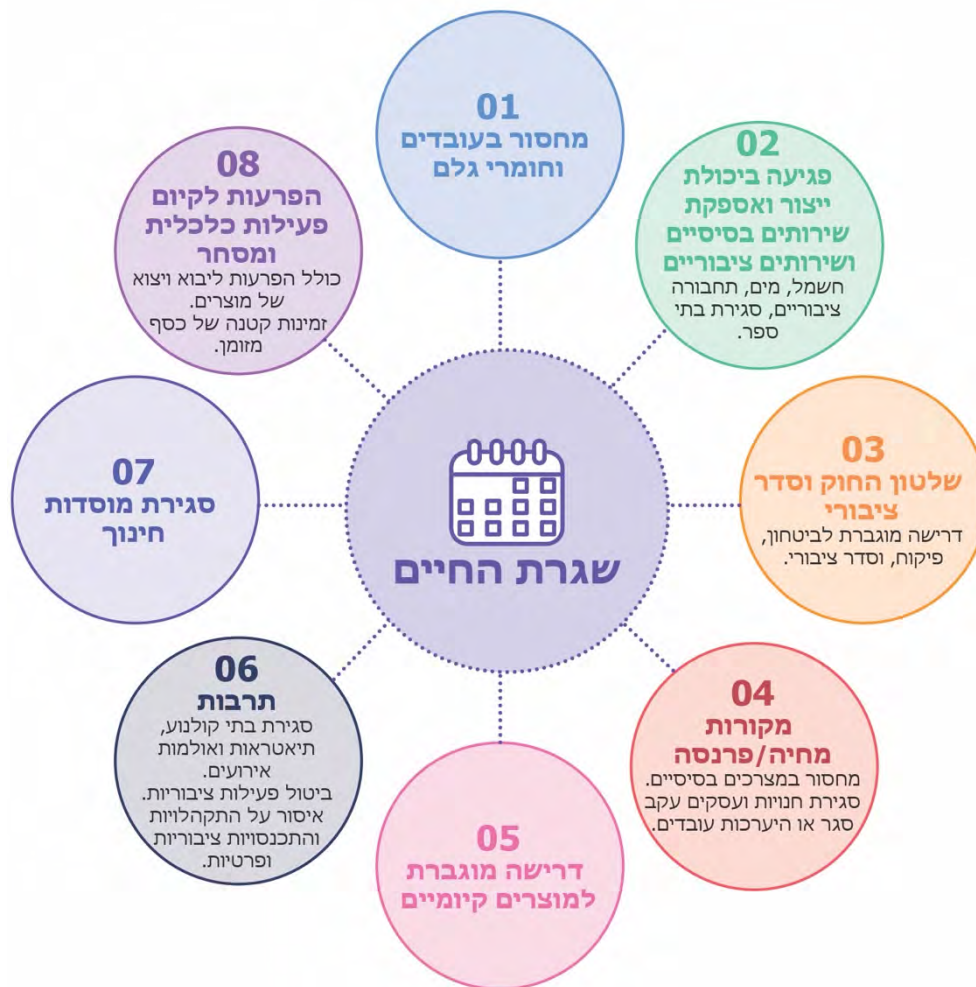 01
מחסור בעובדים
וחומרי גלם
02
פגיעה ביכולת
ייצור ואספקת
שירותים בסיסיים
ושירותים ציבוריים
חשמל, מים, תחבורה
ציבוריים, סגירת בתי
ספר.
03
שלטון החוק וסדר
ציבורי
דרישה מוגברת לביטחון,
פיקוח, וסדר ציבורי.
04
מקורות
מחיה/פרנסה
מחסור במצרכים בסיסיים.
סגירת חנויות ועסקים עקב
סגר או היערכות עובדים.
05
דרישה מוגברת
למוצרים קיומיים
06
תרבות
סגירת בתי קולנוע,
תיאטראות ואולמות
אירועים.
ביטול פעילות ציבוריות.
איסור על התקהלויות
והתכנסויות ציבוריות
ופרטיות.
07
סגירת מוסדות
חינוך
08
הפרעות לקיום
פעילות כלכלית
ומסחר
כולל הפרעות ליבוא ויצוא
של מוצרים.
זמינות קטנה של כסף
מזומן.
שגרת החיים